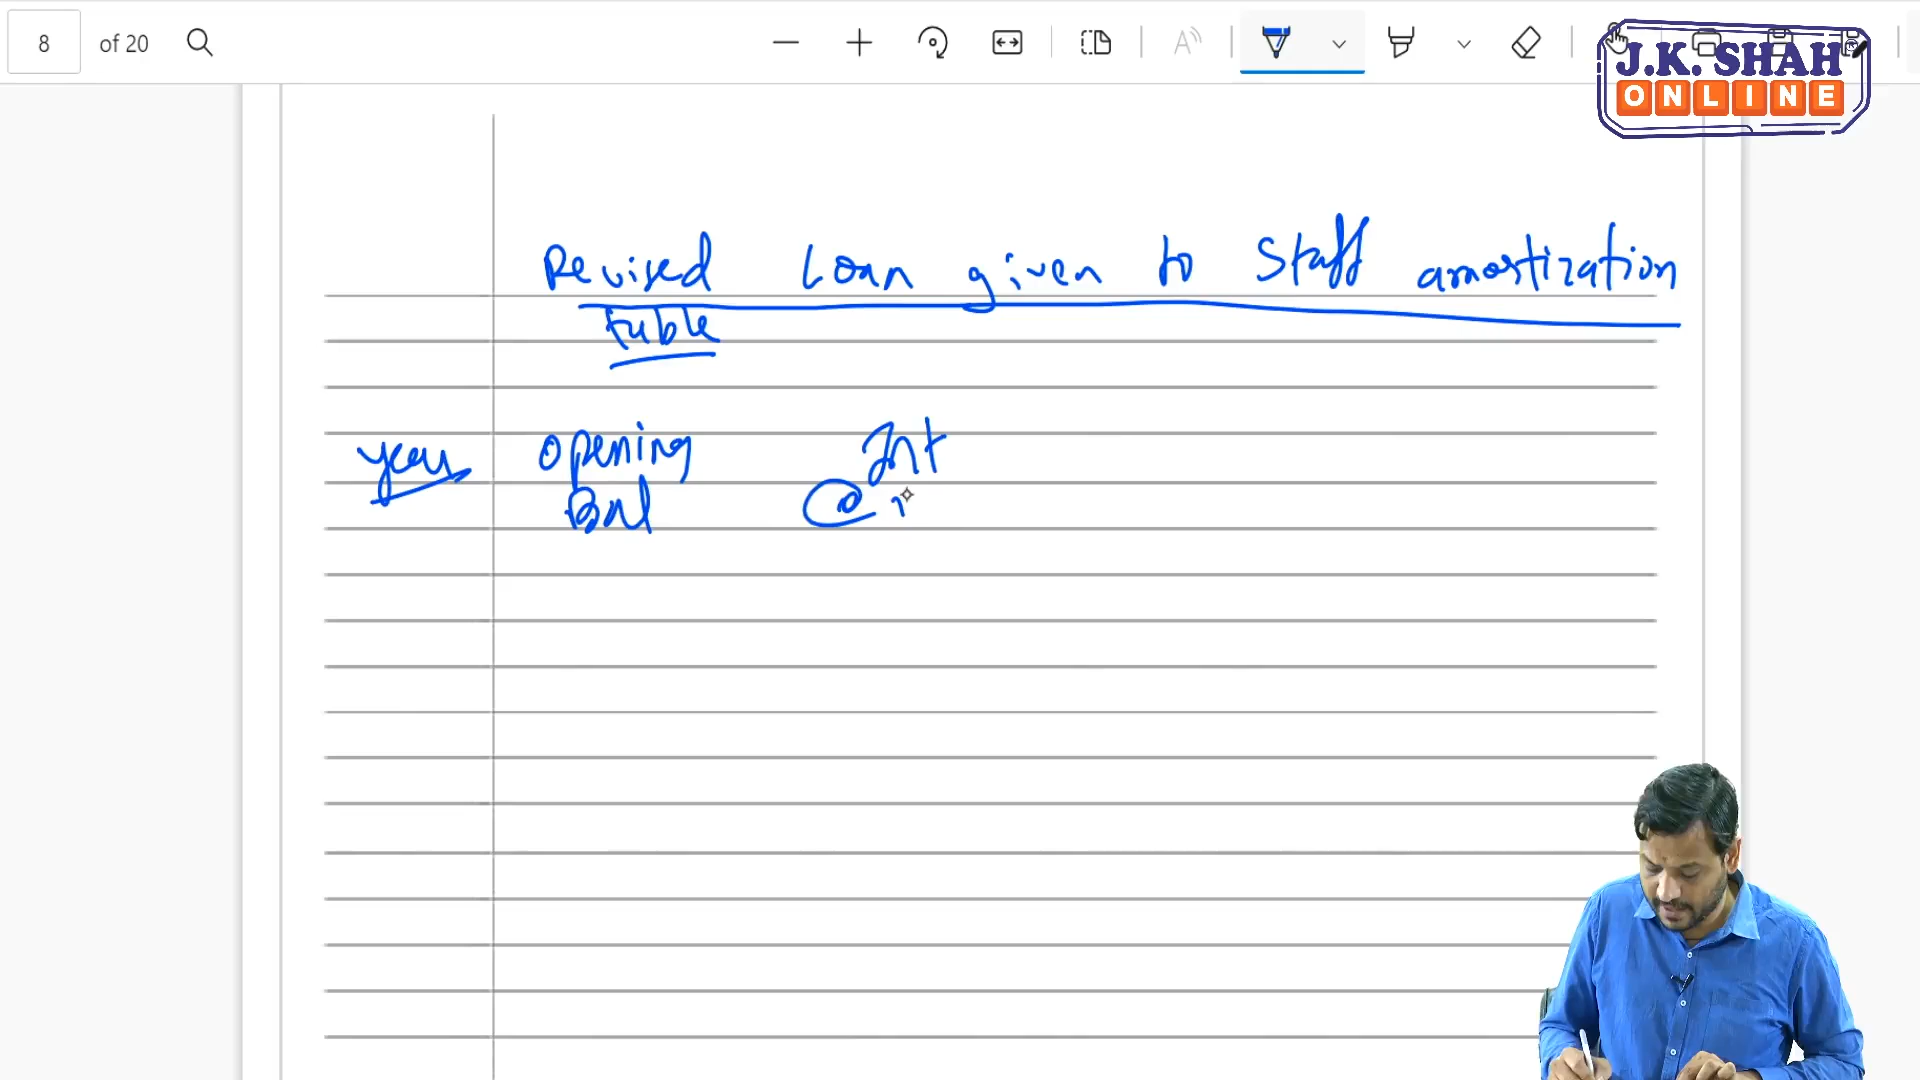 8 of 20
J.K. SHAH
ONLINE
Revised Loan given to Staff amortization
table
year Opening Int
Bal @